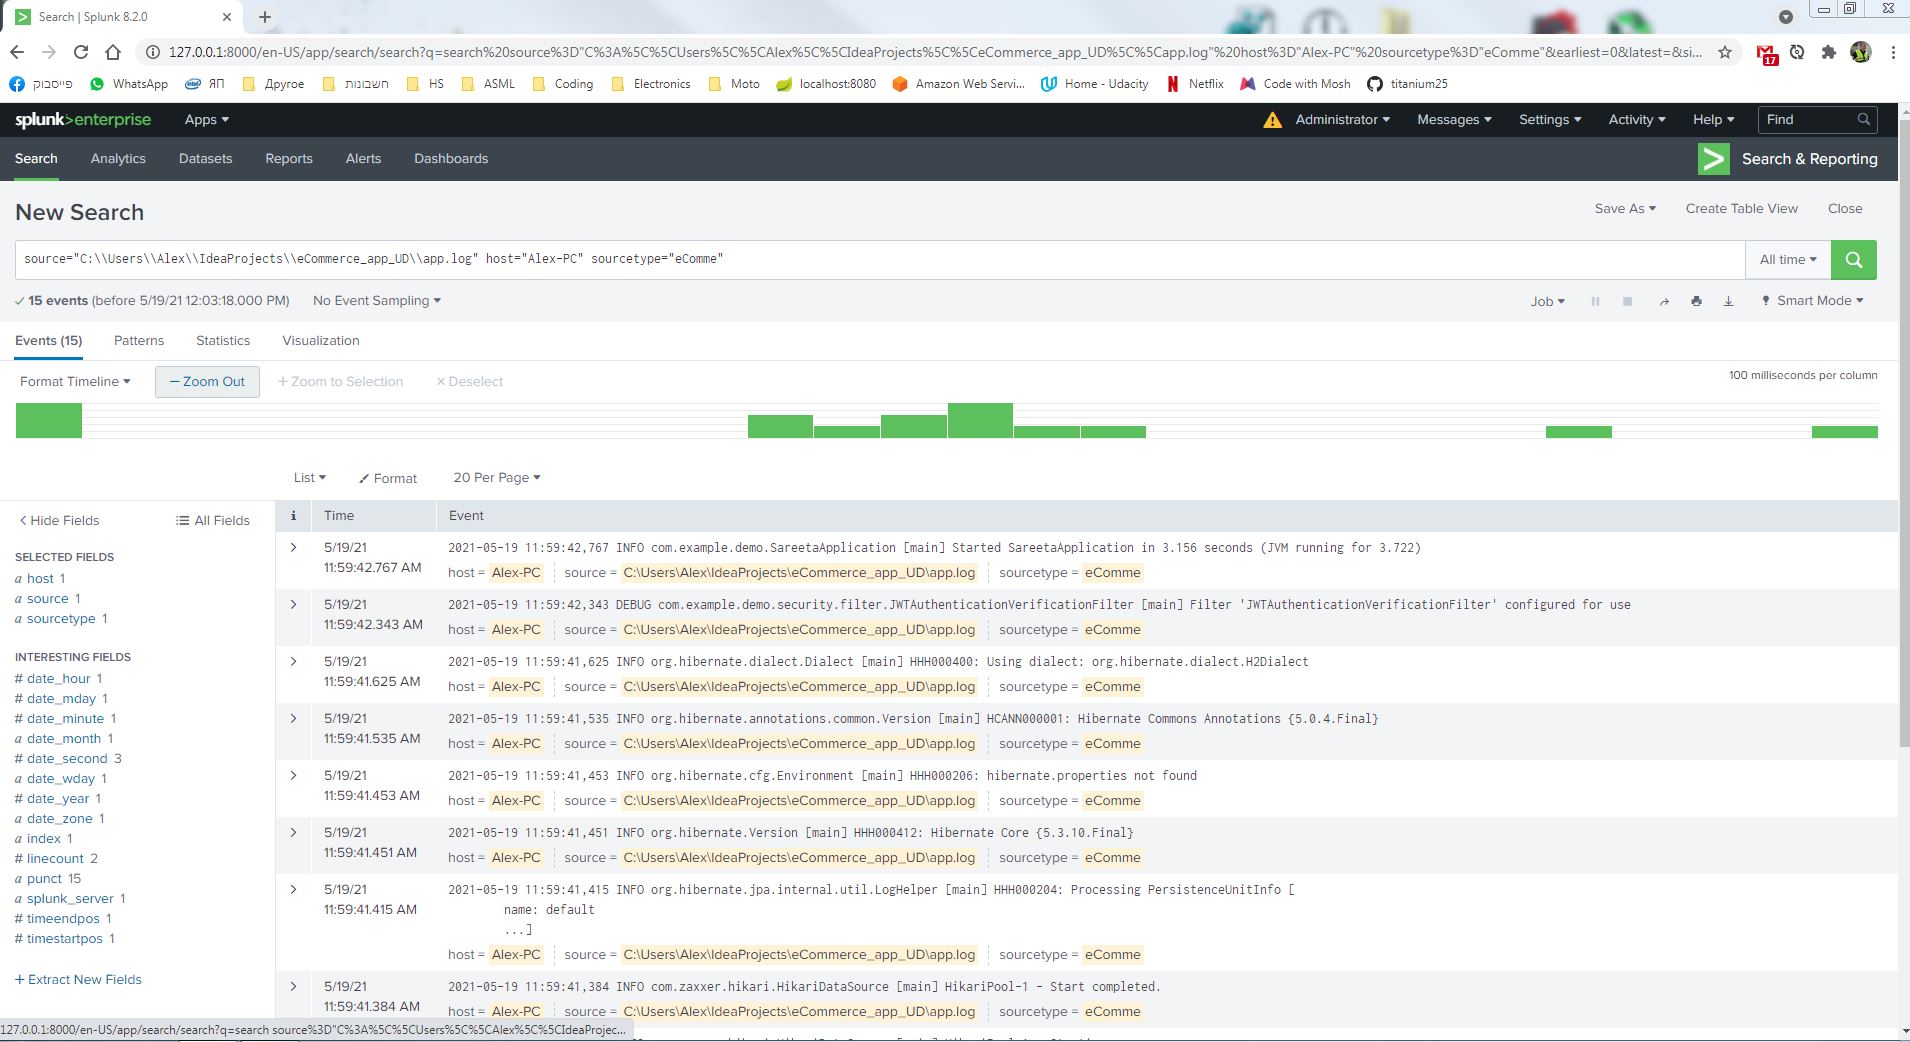 Search | Splunk 8.2.0
127.0.0.1:8000/en-US/app/search/search?q=search%20source%3D"C%3A%5C%5CUsers%5C%5CAlex%5C%5CIdeaProjects%5C%5CeCommerce_app_UD%5C%5Capp.log"%20host%3D"Alex-PC"%20sourcetype%3D"eComme"&earliest=0&latest=&si...
17
פייסבוק WhatsApp ЯП Другое חשבונות HS ASML Coding Electronics Moto localhost:8080 Amazon Web Servi... Home - Udacity Netflix Code with Mosh titanium25
splunk>enterprise Apps Administrator Messages Settings Activity Help Find
Search Analytics Datasets Reports Alerts Dashboards Search & Reporting
New Search Save As Create Table View Close
source="C:\\Users\\Alex\\IdeaProjects\\eCommerce_app_UD\\app.log" host="Alex-PC" sourcetype="eComme" All time
15 events (before 5/19/21 12:03:18.000 PM) No Event Sampling Job Smart Mode
Events (15) Patterns Statistics Visualization
Format Timeline – Zoom Out + Zoom to Selection × Deselect 100 milliseconds per column
List Format 20 Per Page
< Hide Fields All Fields
SELECTED FIELDS
a host 1
a source 1
a sourcetype 1
INTERESTING FIELDS
# date_hour 1
# date_mday 1
# date_minute 1
a date_month 1
# date_second 3
a date_wday 1
# date_year 1
a date_zone 1
a index 1
# linecount 2
a punct 15
a splunk_server 1
# timeendpos 1
# timestartpos 1
+ Extract New Fields
i Time Event
5/19/21 2021-05-19 11:59:42,767 INFO com.example.demo.SareetaApplication [main] Started SareetaApplication in 3.156 seconds (JVM running for 3.722)
11:59:42.767 AM
host = Alex-PC source = C:\Users\Alex\IdeaProjects\eCommerce_app_UD\app.log sourcetype = eComme
5/19/21 2021-05-19 11:59:42,343 DEBUG com.example.demo.security.filter.JWTAuthenticationVerificationFilter [main] Filter 'JWTAuthenticationVerificationFilter' configured for use
11:59:42.343 AM
host = Alex-PC source = C:\Users\Alex\IdeaProjects\eCommerce_app_UD\app.log sourcetype = eComme
5/19/21 2021-05-19 11:59:41,625 INFO org.hibernate.dialect.Dialect [main] HHH000400: Using dialect: org.hibernate.dialect.H2Dialect
11:59:41.625 AM
host = Alex-PC source = C:\Users\Alex\IdeaProjects\eCommerce_app_UD\app.log sourcetype = eComme
5/19/21 2021-05-19 11:59:41,535 INFO org.hibernate.annotations.common.Version [main] HCANN000001: Hibernate Commons Annotations {5.0.4.Final}
11:59:41.535 AM
host = Alex-PC source = C:\Users\Alex\IdeaProjects\eCommerce_app_UD\app.log sourcetype = eComme
5/19/21 2021-05-19 11:59:41,453 INFO org.hibernate.cfg.Environment [main] HHH000206: hibernate.properties not found
11:59:41.453 AM
host = Alex-PC source = C:\Users\Alex\IdeaProjects\eCommerce_app_UD\app.log sourcetype = eComme
5/19/21 2021-05-19 11:59:41,451 INFO org.hibernate.Version [main] HHH000412: Hibernate Core {5.3.10.Final}
11:59:41.451 AM
host = Alex-PC source = C:\Users\Alex\IdeaProjects\eCommerce_app_UD\app.log sourcetype = eComme
5/19/21 2021-05-19 11:59:41,415 INFO org.hibernate.jpa.internal.util.LogHelper [main] HHH000204: Processing PersistenceUnitInfo [
11:59:41.415 AM name: default
...]
host = Alex-PC source = C:\Users\Alex\IdeaProjects\eCommerce_app_UD\app.log sourcetype = eComme
5/19/21 2021-05-19 11:59:41,384 INFO com.zaxxer.hikari.HikariDataSource [main] HikariPool-1 - Start completed.
11:59:41.384 AM
host = Alex-PC source = C:\Users\Alex\IdeaProjects\eCommerce_app_UD\app.log sourcetype = eComme
127.0.0.1:8000/en-US/app/search/search?q=search source%3D"C%3A%5C%5CUsers%5C%5CAlex%5C%5CIdeaProjec...